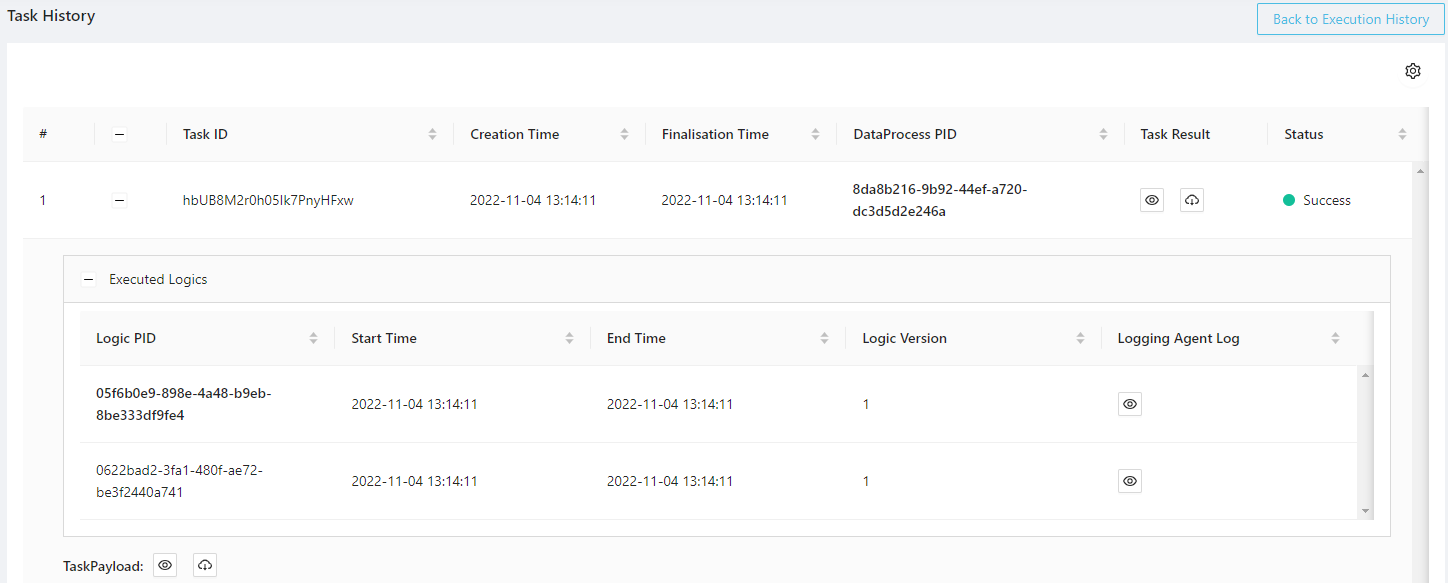 Task History
Back to Execution History
# Task ID Creation Time Finalisation Time DataProcess PID Task Result Status
1 hbUB8M2r0h05Ik7PnyHFxw 2022-11-04 13:14:11 2022-11-04 13:14:11 8da8b216-9b92-44ef-a720-
dc3d5d2e246a Success
Executed Logics
Logic PID Start Time End Time Logic Version Logging Agent Log
05f6b0e9-898e-4a48-b9eb-
8be333df9fe4 2022-11-04 13:14:11 2022-11-04 13:14:11 1
0622bad2-3fa1-480f-ae72-
be3f2440a741 2022-11-04 13:14:11 2022-11-04 13:14:11 1
TaskPayload: